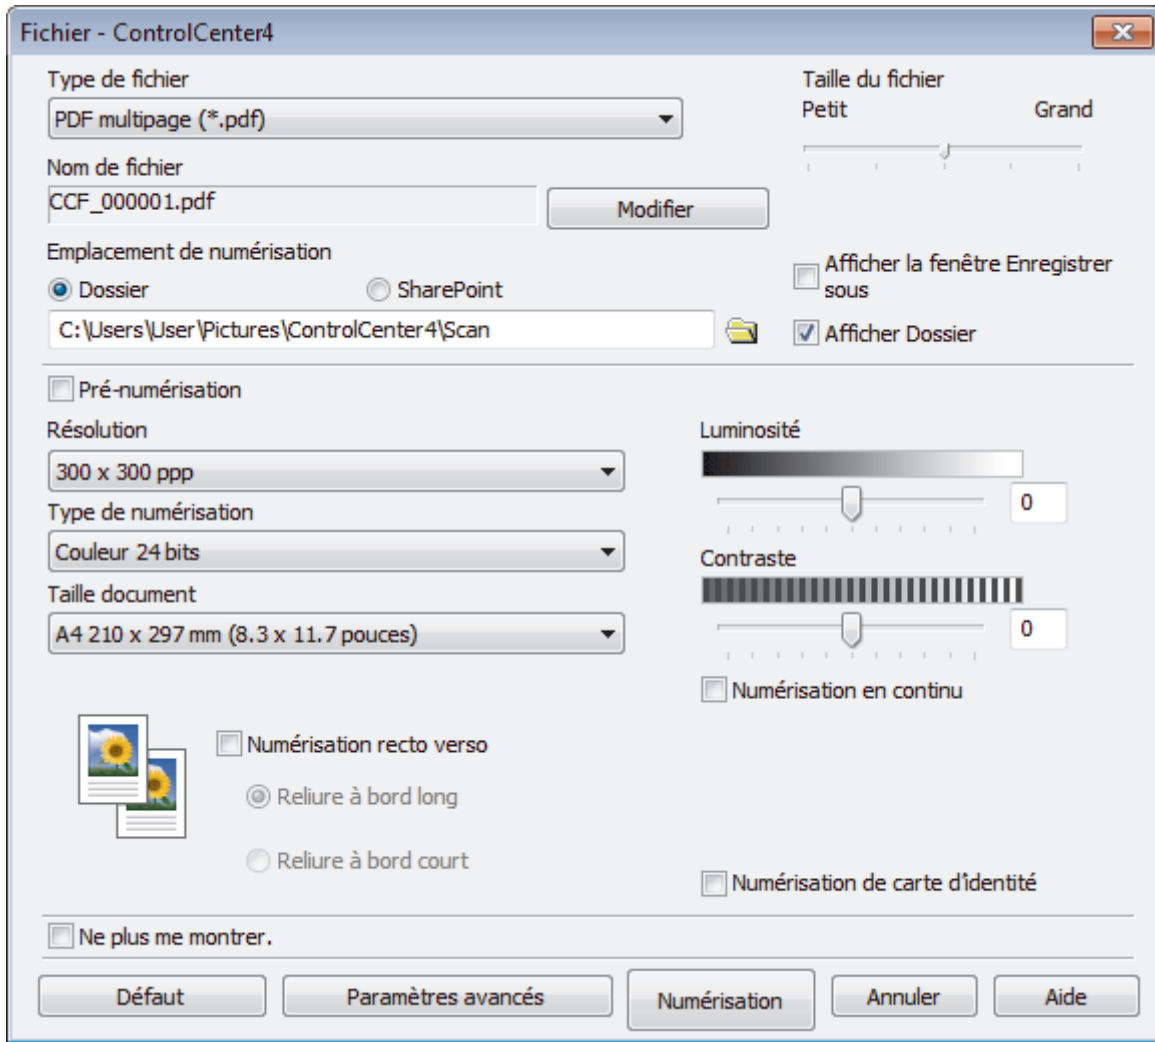 Fichier - ControlCenter4
Type de fichier
PDF multipage (*.pdf)
Taille du fichier
Petit
Grand
Nom de fichier
CCF_000001.pdf
Modifier
Emplacement de numérisation
Dossier
SharePoint
C:\Users\User\Pictures\ControlCenter4\Scan
Afficher la fenêtre Enregistrer
sous
Afficher Dossier
Pré-numérisation
Résolution
300 x 300 ppp
Type de numérisation
Couleur 24 bits
Taille document
A4 210 x 297 mm (8.3 x 11.7 pouces)
Luminosité
0
Contraste
0
Numérisation en continu
Numérisation recto verso
Reliure à bord long
Reliure à bord court
Numérisation de carte d'identité
Ne plus me montrer.
Défaut
Paramètres avancés
Numérisation
Annuler
Aide